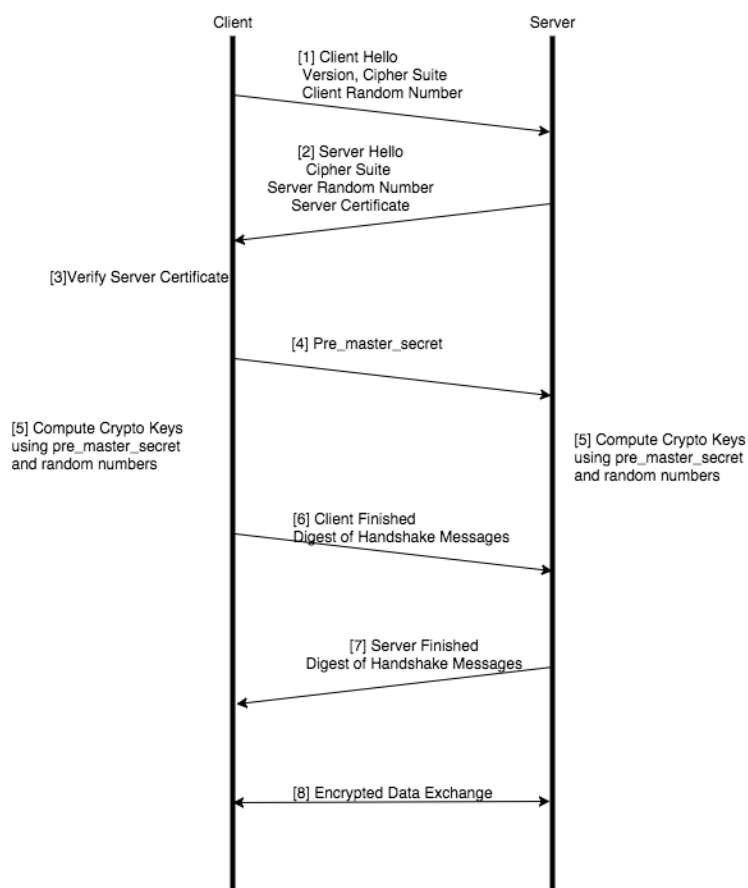 Client
Server
[1] Client Hello
Version, Cipher Suite
Client Random Number
[2] Server Hello
Cipher Suite
Server Random Number
Server Certificate
[3]Verify Server Certificate
[4] Pre_master_secret
[5] Compute Crypto Keys
using pre_master_secret
and random numbers
[5] Compute Crypto Keys
using pre_master_secret
and random numbers
[6] Client Finished
Digest of Handshake Messages
[7] Server Finished
Digest of Handshake Messages
[8] Encrypted Data Exchange